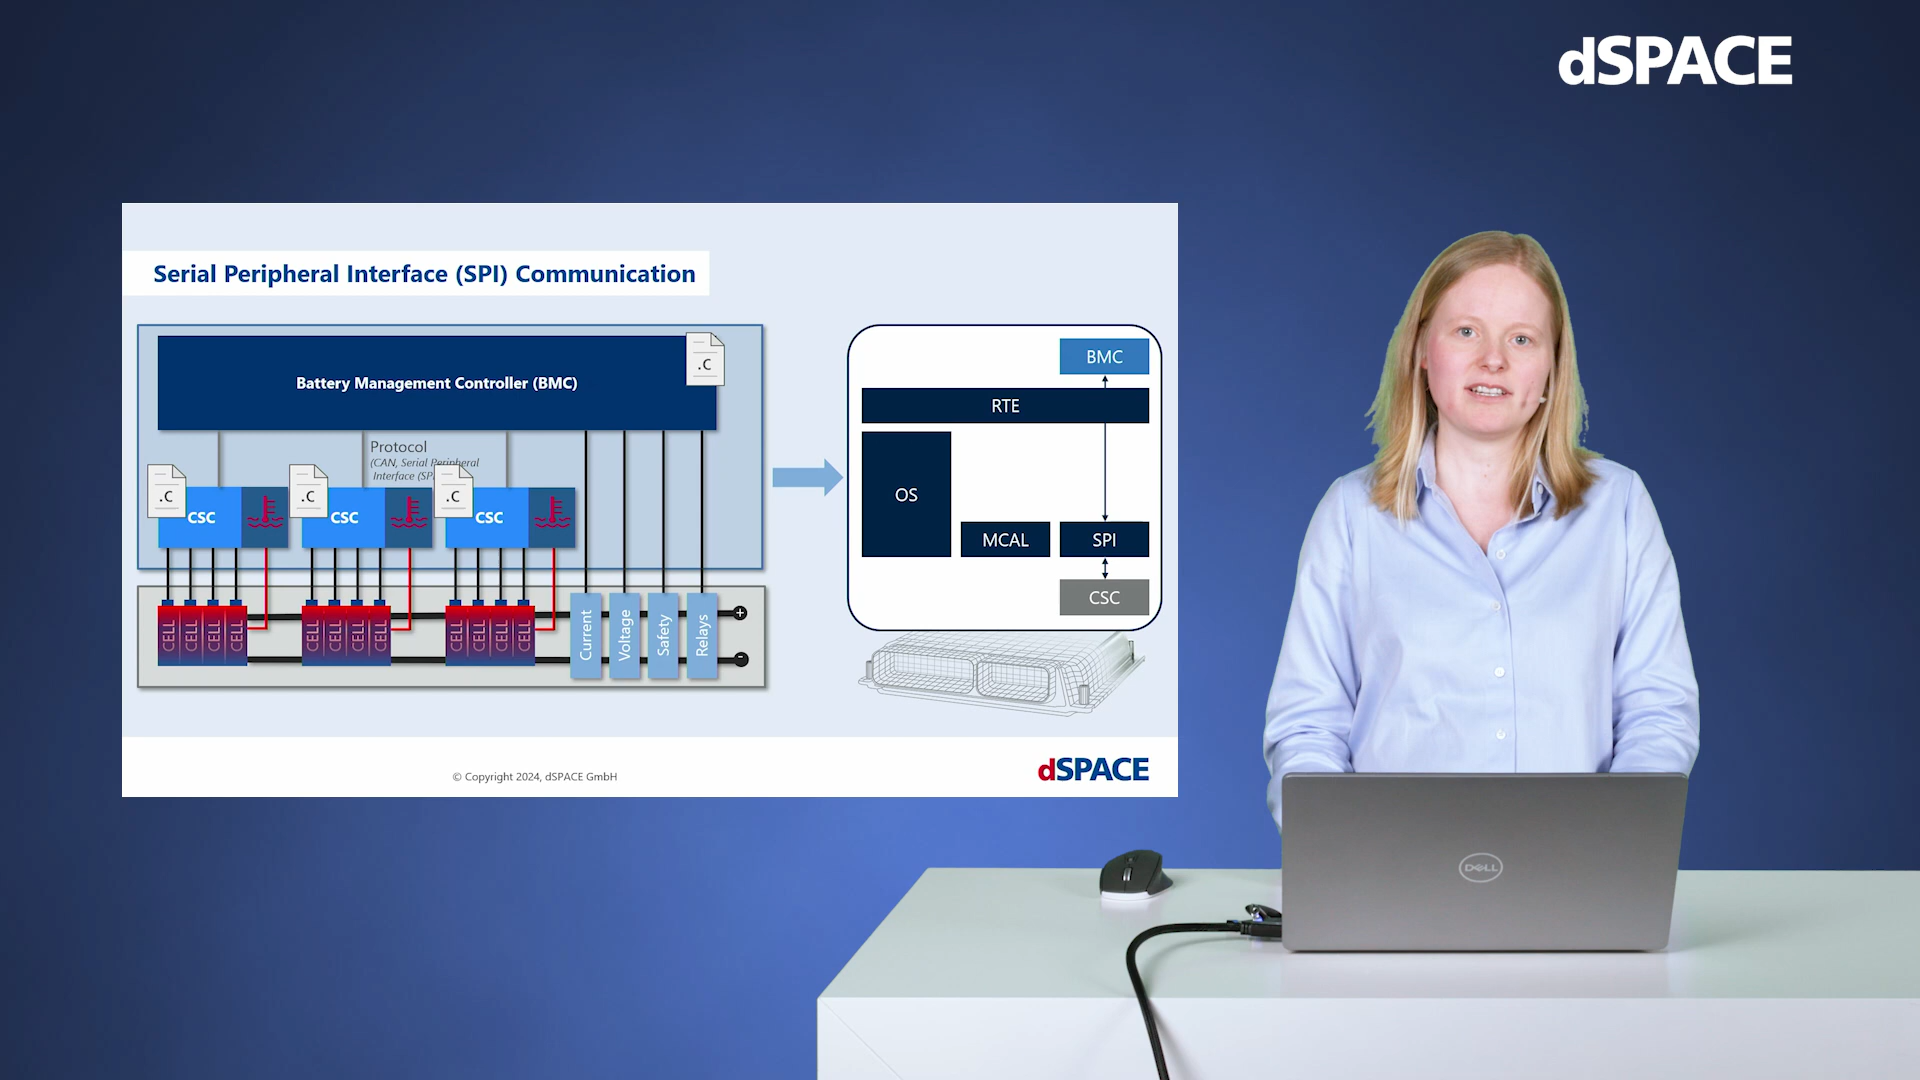 dSPACE
Serial Peripheral Interface (SPI) Communication
Battery Management Controller (BMC)
.C
Protocol
(CAN, Serial Peripheral
Interface (SP
.C
CSC
.C
CSC
.C
CSC
CELL
CELL
CELL
CELL
CELL
CELL
CELL
CELL
CELL
CELL
CELL
CELL
Current
Voltage
Safety
Relays
+
-
BMC
RTE
OS
MCAL
SPI
CSC
© Copyright 2024, dSPACE GmbH
dSPACE
DELL